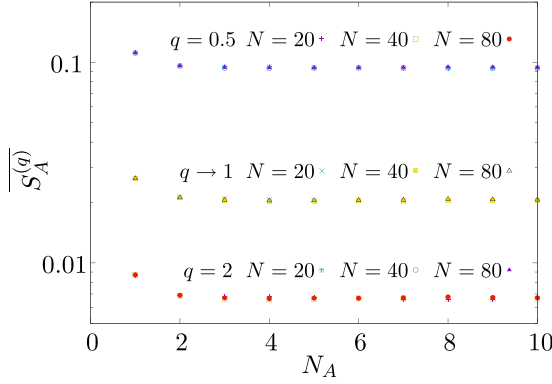 q = 0.5 N = 20 N = 40 N = 80
0.1
q → 1 N = 20 N = 40 N = 80
S_A^{(q)}
q = 2 N = 20 N = 40 N = 80
0.01
0 2 4 6 8 10
N_A